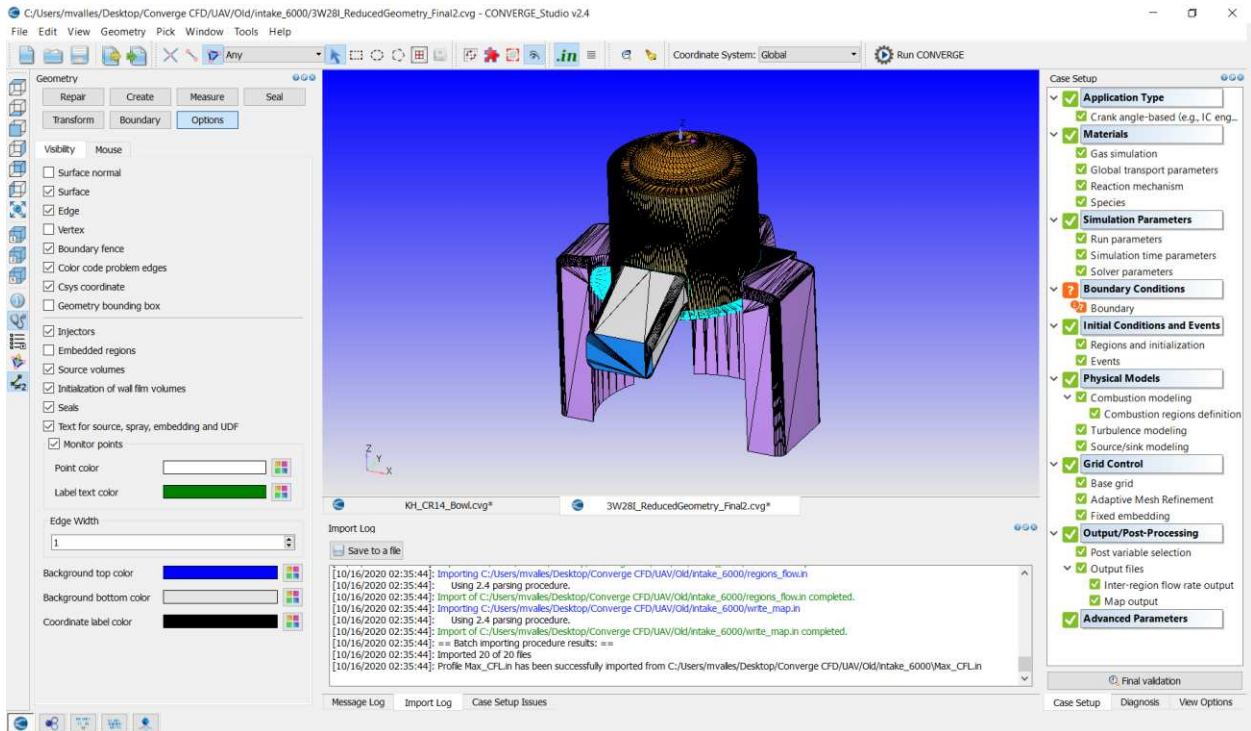 C:/Users/mvalles/Desktop/Converge CFD/UAV/Old/intake_6000/3W28I_ReducedGeometry_Final2.cvg - CONVERGE_Studio v2.4
File Edit View Geometry Pick Window Tools Help
Any
.in
Coordinate System: Global
Run CONVERGE
Geometry
Repair Create Measure Seal
Transform Boundary Options
Visibility Mouse
Surface normal
Surface
Edge
Vertex
Boundary fence
Color code problem edges
Csys coordinate
Geometry bounding box
Injectors
Embedded regions
Source volumes
Initialization of wall film volumes
Seals
Text for source, spray, embedding and UDF
Monitor points
Point color
Label text color
Edge Width
1
Background top color
Background bottom color
Coordinate label color
Z
Z
Y
X
KH_CR14_Bowl.cvg*
3W28I_ReducedGeometry_Final2.cvg*
Import Log
Save to a file
[10/16/2020 02:35:44]: Importing C:/Users/mvalles/Desktop/Converge CFD/UAV/Old/intake_6000/regions_flow.in
[10/16/2020 02:35:44]: Using 2.4 parsing procedure.
[10/16/2020 02:35:44]: Import of C:/Users/mvalles/Desktop/Converge CFD/UAV/Old/intake_6000/regions_flow.in completed.
[10/16/2020 02:35:44]: Importing C:/Users/mvalles/Desktop/Converge CFD/UAV/Old/intake_6000/write_map.in
[10/16/2020 02:35:44]: Using 2.4 parsing procedure.
[10/16/2020 02:35:44]: Import of C:/Users/mvalles/Desktop/Converge CFD/UAV/Old/intake_6000/write_map.in completed.
[10/16/2020 02:35:44]: == Batch importing procedure results: ==
[10/16/2020 02:35:44]: Imported 20 of 20 files
[10/16/2020 02:35:44]: Profile Max_CFL.in has been successfully imported from C:/Users/mvalles/Desktop/Converge CFD/UAV/Old/intake_6000\Max_CFL.in
Message Log Import Log Case Setup Issues
Case Setup
Application Type
Crank angle-based (e.g., IC eng...
Materials
Gas simulation
Global transport parameters
Reaction mechanism
Species
Simulation Parameters
Run parameters
Simulation time parameters
Solver parameters
Boundary Conditions
Boundary
Initial Conditions and Events
Regions and initialization
Events
Physical Models
Combustion modeling
Combustion regions definition
Turbulence modeling
Source/sink modeling
Grid Control
Base grid
Adaptive Mesh Refinement
Fixed embedding
Output/Post-Processing
Post variable selection
Output files
Inter-region flow rate output
Map output
Advanced Parameters
Final validation
Case Setup Diagnosis View Options